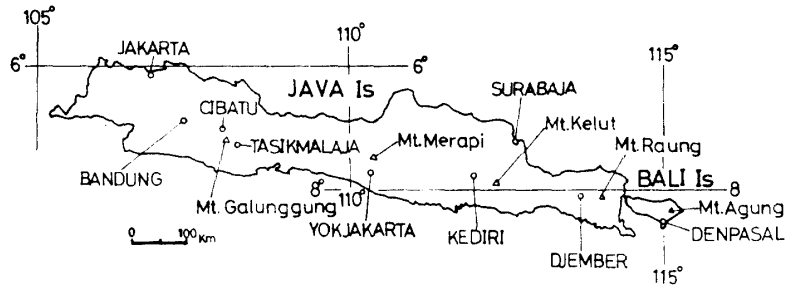 105°
110°
115°
6°
JAKARTA
6°
JAVA Is
SURABAJA
CIBATU
Mt.Kelut
TASIKMALAJA
Mt.Merapi
Mt.Raung
BANDUNG
BALI Is
8°
110°
8
Mt. Galunggung
Mt.Agung
YOKJAKARTA
KEDIRI
DENPASAL
0 100 Km
DJEMBER
115°